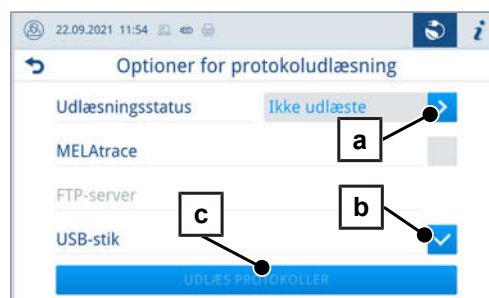 22.09.2021 11:54
Optioner for protokoludlæsning
Udlæsningsstatus Ikke udlæste
a
MELAtrace
FTP-server
b
c
USB-stik
UDLÆS PROTOKOLLER